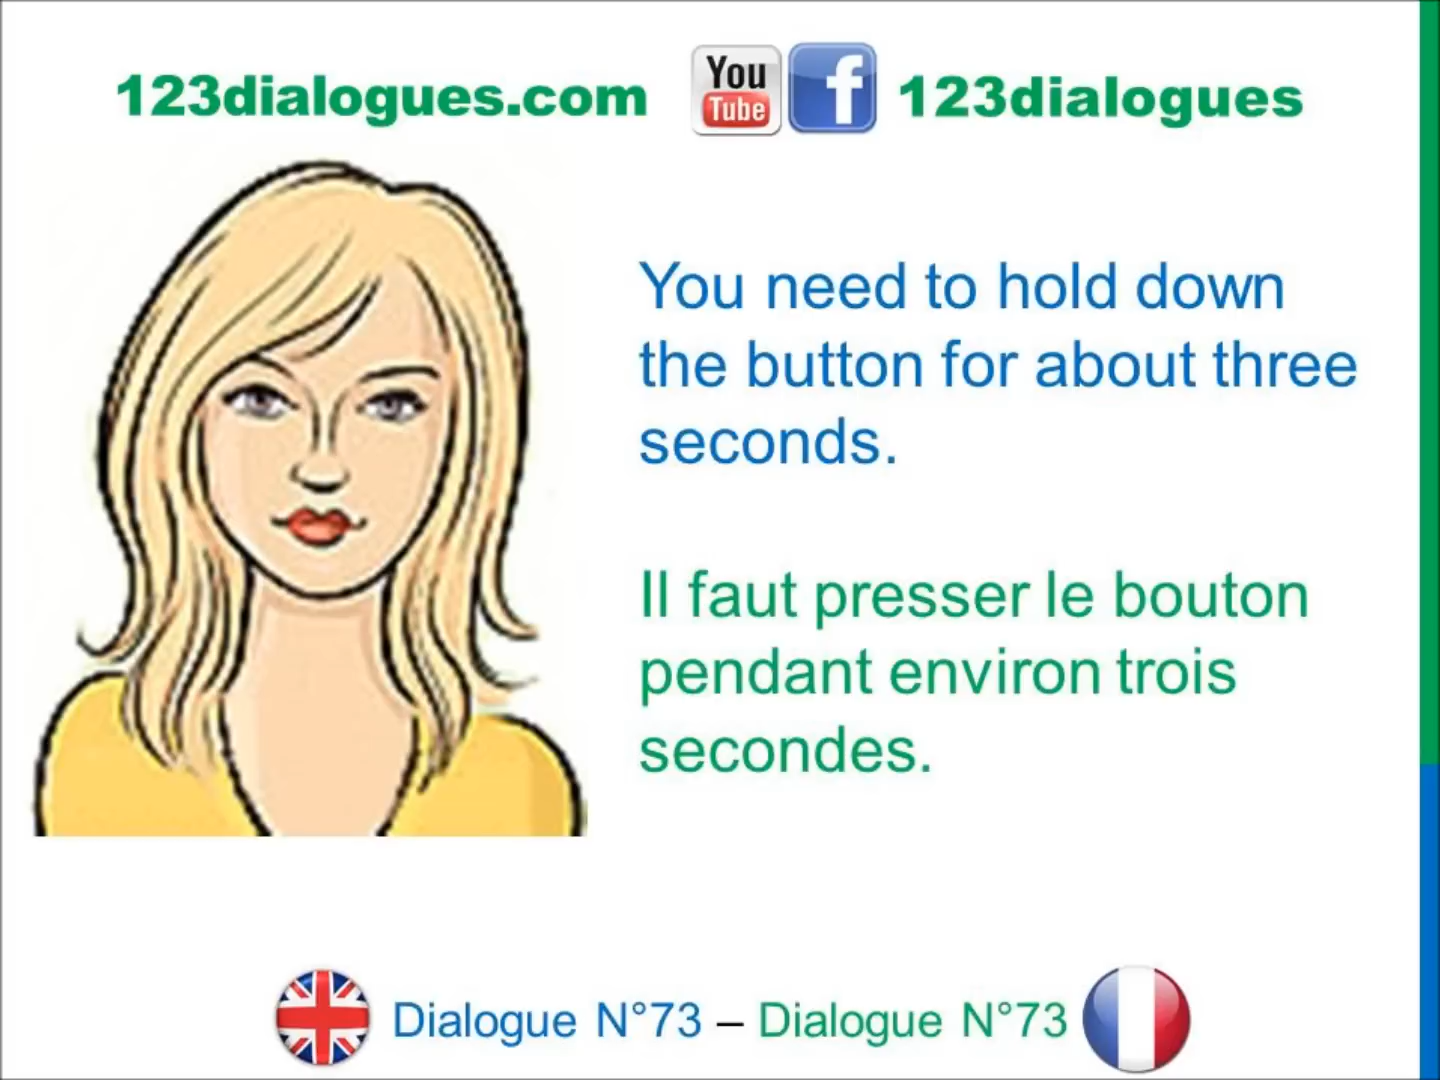 123dialogues.com You Tube f 123dialogues
You need to hold down
the button for about three
seconds.
Il faut presser le bouton
pendant environ trois
secondes.
Dialogue N°73 – Dialogue N°73